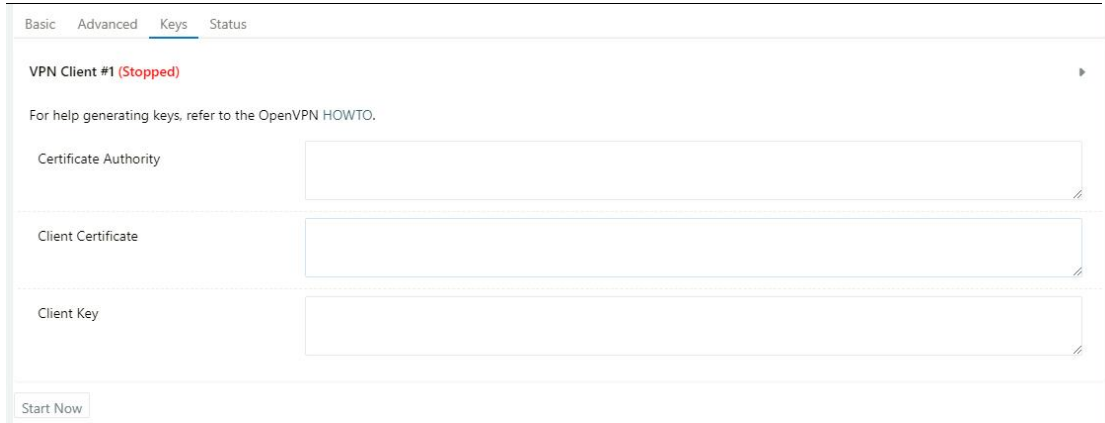 Basic Advanced Keys Status
VPN Client #1 (Stopped)
For help generating keys, refer to the OpenVPN HOWTO.
Certificate Authority
Client Certificate
Client Key
Start Now